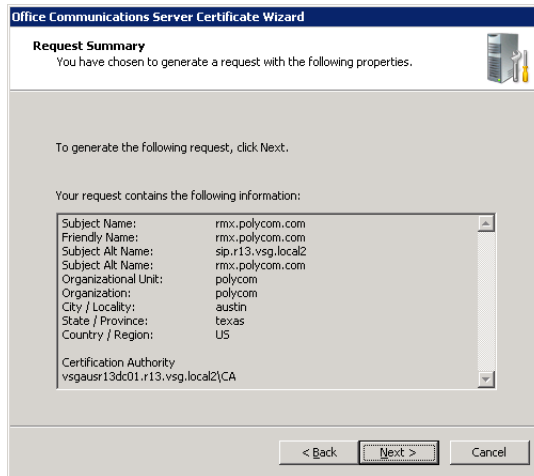 Office Communications Server Certificate Wizard
Request Summary
You have chosen to generate a request with the following properties.
To generate the following request, click Next.
Your request contains the following information:
Subject Name: rmx.polycom.com
Friendly Name: rmx.polycom.com
Subject Alt Name: sip.r13.vsg.local2
Subject Alt Name: rmx.polycom.com
Organizational Unit: polycom
Organization: polycom
City / Locality: austin
State / Province: texas
Country / Region: US
Certification Authority
vsgausr13dc01.r13.vsg.local2\CA
< Back Next > Cancel